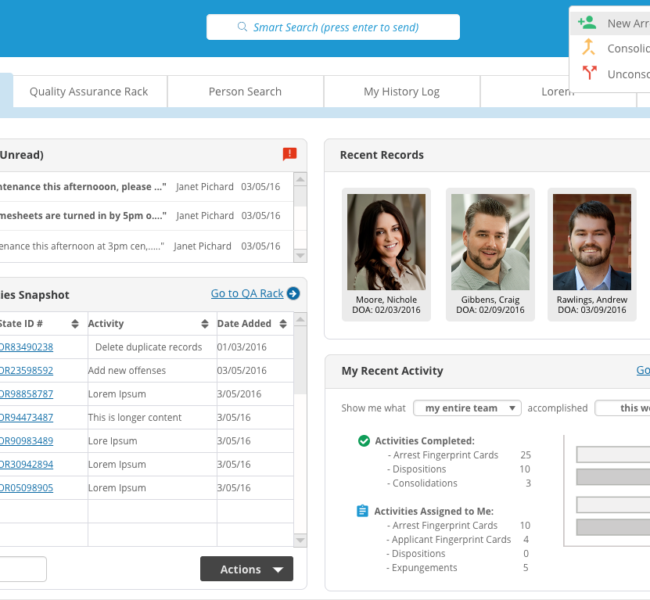 Smart Search (press enter to send)
New Arr
Consolid
Unconso
Quality Assurance Rack
Person Search
My History Log
Lorem
Unread)
ntenance this afternooon, please ..." Janet Pichard 03/05/16
mesheets are turned in by 5pm o...." Janet Pichard 03/05/16
enance this afternoon at 3pm cen,....." Janet Pichard 03/05/16
Recent Records
Moore, Nichole
DOA: 02/03/2016
Gibbens, Craig
DOA: 02/09/2016
Rawlings, Andrew
DOA: 03/09/2016
ies Snapshot
Go to QA Rack
State ID # Activity Date Added
OR83490238 Delete duplicate records 01/03/2016
OR23598592 Add new offenses 03/05/2016
OR98858787 Lorem Ipsum 3/05/2016
OR94473487 This is longer content 3/05/16
OR90983489 Lore Ipsum 3/05/16
OR30942894 Lorem Ipsum 3/05/16
OR05098905 Lorem Ipsum 3/05/16
Actions
My Recent Activity
Go
Show me what my entire team accomplished this we
Activities Completed:
- Arrest Fingerprint Cards 25
- Dispositions 10
- Consolidations 3
Activities Assigned to Me:
- Arrest Fingerprint Cards 10
- Applicant Fingerprint Cards 4
- Dispositions 0
- Expungements 5